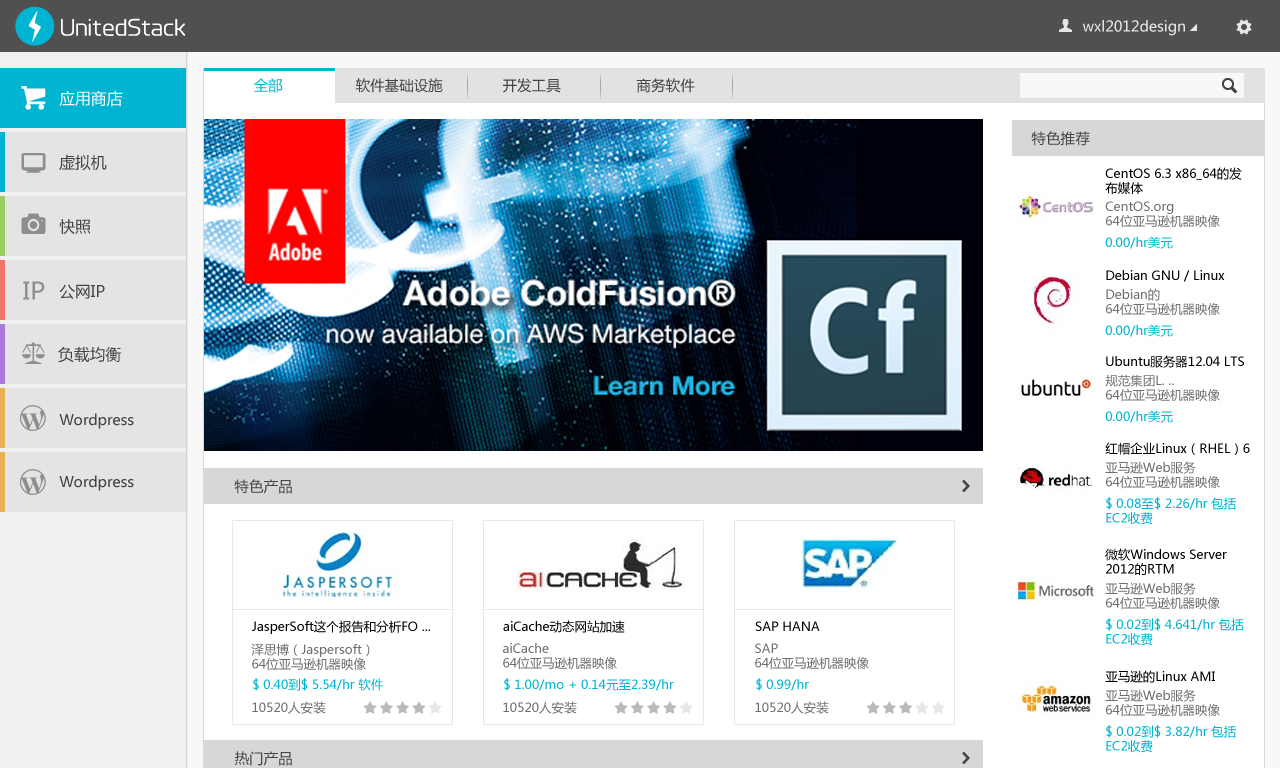 UnitedStack
wxl2012design
应用商店
虚拟机
快照
IP 公网IP
负载均衡
Wordpress
Wordpress
全部
软件基础设施
开发工具
商务软件
Adobe
Adobe ColdFusion®
now available on AWS Marketplace
Learn More
Cf
特色产品
JASPERSOFT
the intelligence inside
JasperSoft这个报告和分析FO ...
泽思博（Jaspersoft）
64位亚马逊机器映像
$ 0.40到$ 5.54/hr 软件
10520人安装
aiCACHE
aiCache动态网站加速
aiCache
64位亚马逊机器映像
$ 1.00/mo + 0.14元至2.39/hr
10520人安装
SAP
SAP HANA
SAP
64位亚马逊机器映像
$ 0.99/hr
10520人安装
热门产品
特色推荐
CentOS
CentOS 6.3 x86_64的发
布媒体
CentOS.org
64位亚马逊机器映像
0.00/hr美元
Debian GNU / Linux
Debian的
64位亚马逊机器映像
0.00/hr美元
ubuntu
Ubuntu服务器12.04 LTS
规范集团L. ..
64位亚马逊机器映像
0.00/hr美元
redhat.
红帽企业Linux（RHEL）6
亚马逊Web服务
64位亚马逊机器映像
$ 0.08至$ 2.26/hr 包括
EC2收费
Microsoft
微软Windows Server
2012的RTM
亚马逊Web服务
64位亚马逊机器映像
$ 0.02到$ 4.641/hr 包括
EC2收费
amazon
web services
亚马逊的Linux AMI
亚马逊Web服务
64位亚马逊机器映像
$ 0.02到$ 3.82/hr 包括
EC2收费